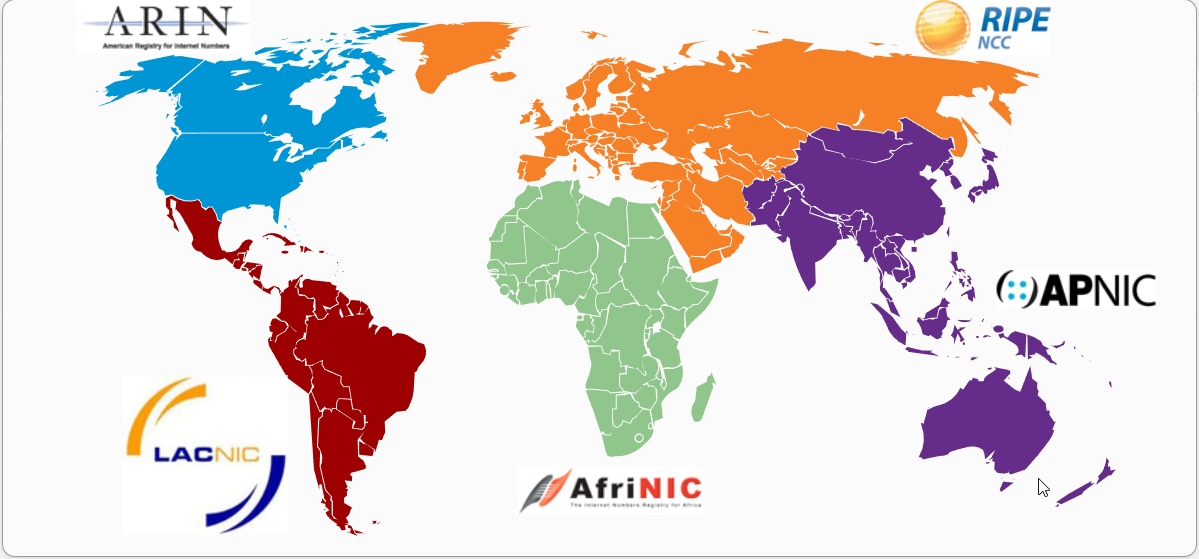 ARIN
American Registry for Internet Numbers
RIPE
NCC
APNIC
LACNIC
AfriNIC
The Internet Numbers Registry for Africa